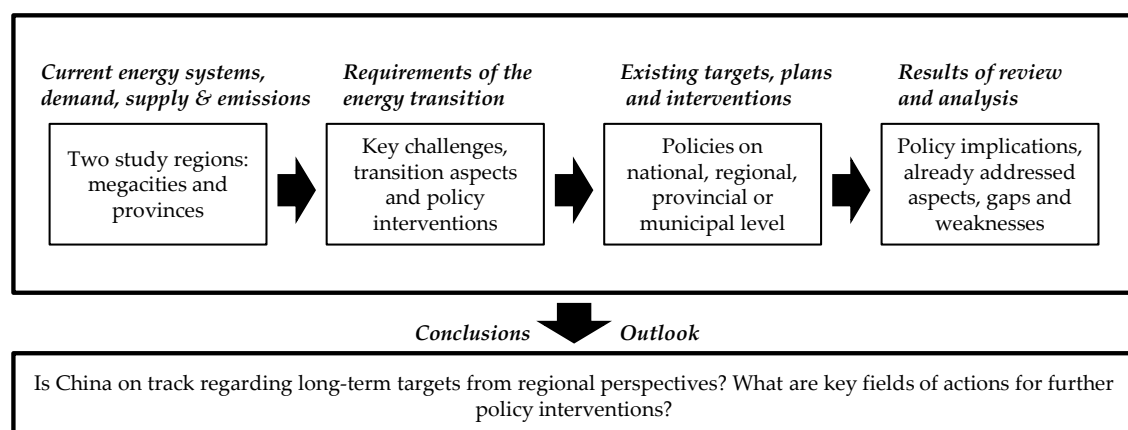 Current energy systems,
demand, supply & emissions
Two study regions:
megacities and
provinces
Requirements of the
energy transition
Key challenges,
transition aspects
and policy
interventions
Existing targets, plans
and interventions
Policies on
national, regional,
provincial or
municipal level
Results of review
and analysis
Policy implications,
already addressed
aspects, gaps and
weaknesses
Conclusions
Outlook
Is China on track regarding long-term targets from regional perspectives? What are key fields of actions for further
policy interventions?